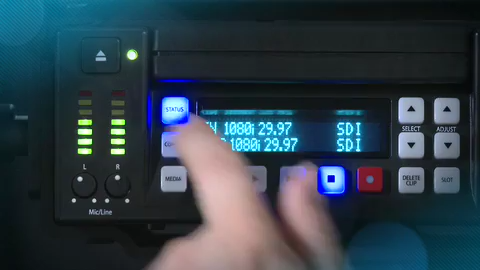 STATUS
1080i 29.97 SDI
1080i 29.97 SDI
SELECT ADJUST
L R
Mic/Line
MEDIA
DELETE CLIP
SLOT